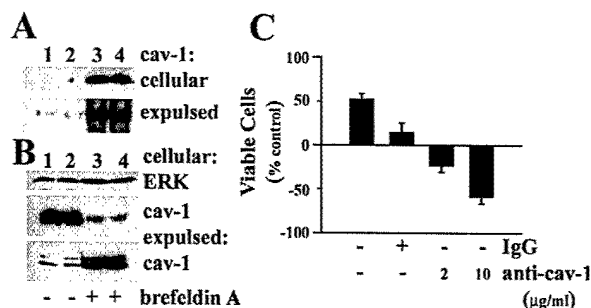 A
1 2 3 4 cav-1:
cellular
expulsed
B
1 2 3 4 cellular:
ERK
cav-1
expulsed:
cav-1
- - + + brefeldin A
C
Viable Cells
(% control)
100
50
0
-50
-100
- + - - IgG
- - 2 10 anti-cav-1
(µg/ml)